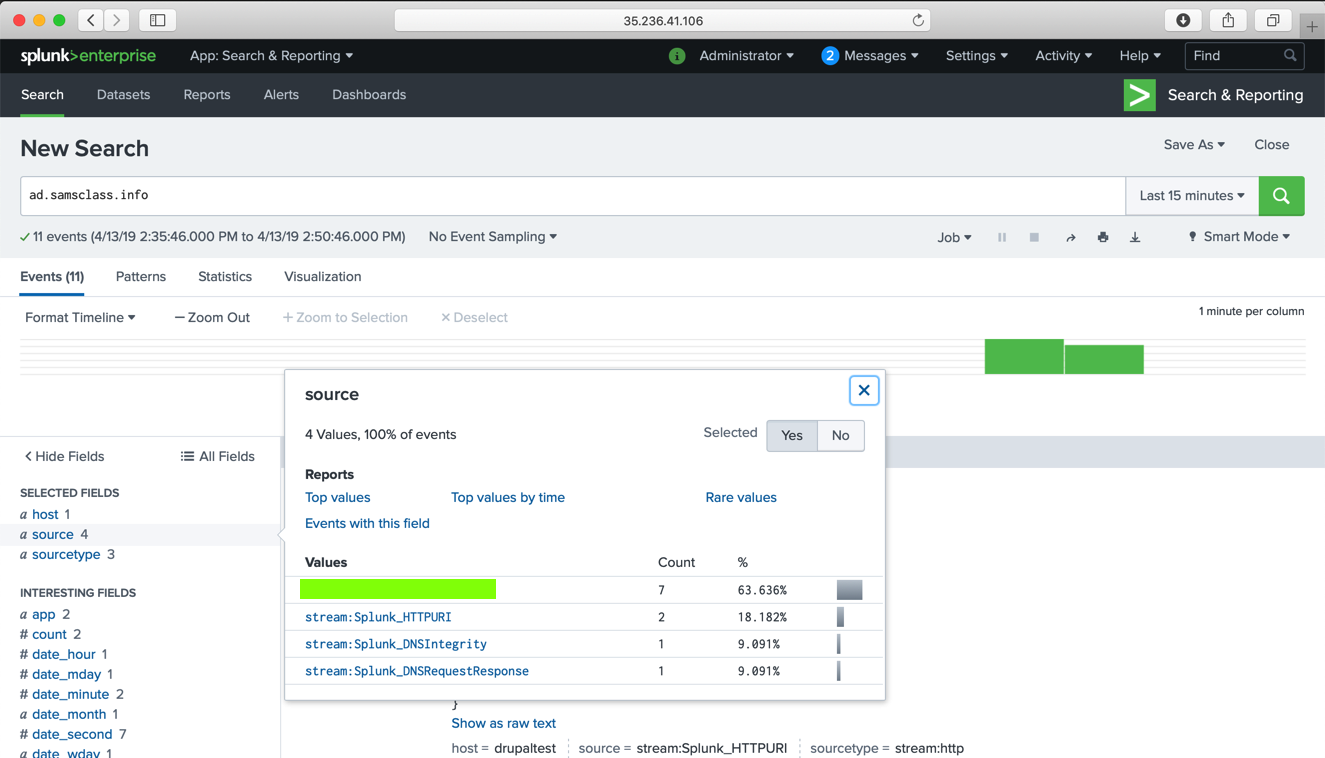 35.236.41.106
splunk>enterprise App: Search & Reporting i Administrator 2 Messages Settings Activity Help Find
Search Datasets Reports Alerts Dashboards > Search & Reporting
New Search Save As Close
ad.samsclass.info Last 15 minutes
11 events (4/13/19 2:35:46.000 PM to 4/13/19 2:50:46.000 PM) No Event Sampling Job Smart Mode
Events (11) Patterns Statistics Visualization
Format Timeline — Zoom Out + Zoom to Selection × Deselect 1 minute per column
source
4 Values, 100% of events Selected Yes No
Reports
Top values Top values by time Rare values
Events with this field
Values Count %
7 63.636%
stream:Splunk_HTTPURI 2 18.182%
stream:Splunk_DNSIntegrity 1 9.091%
stream:Splunk_DNSRequestResponse 1 9.091%
< Hide Fields All Fields
SELECTED FIELDS
a host 1
a source 4
a sourcetype 3
INTERESTING FIELDS
a app 2
# count 2
# date_hour 1
# date_mday 1
# date_minute 2
a date_month 1
# date_second 7
a date_wday 1
}
Show as raw text
host = drupaltest source = stream:Splunk_HTTPURI sourcetype = stream:http